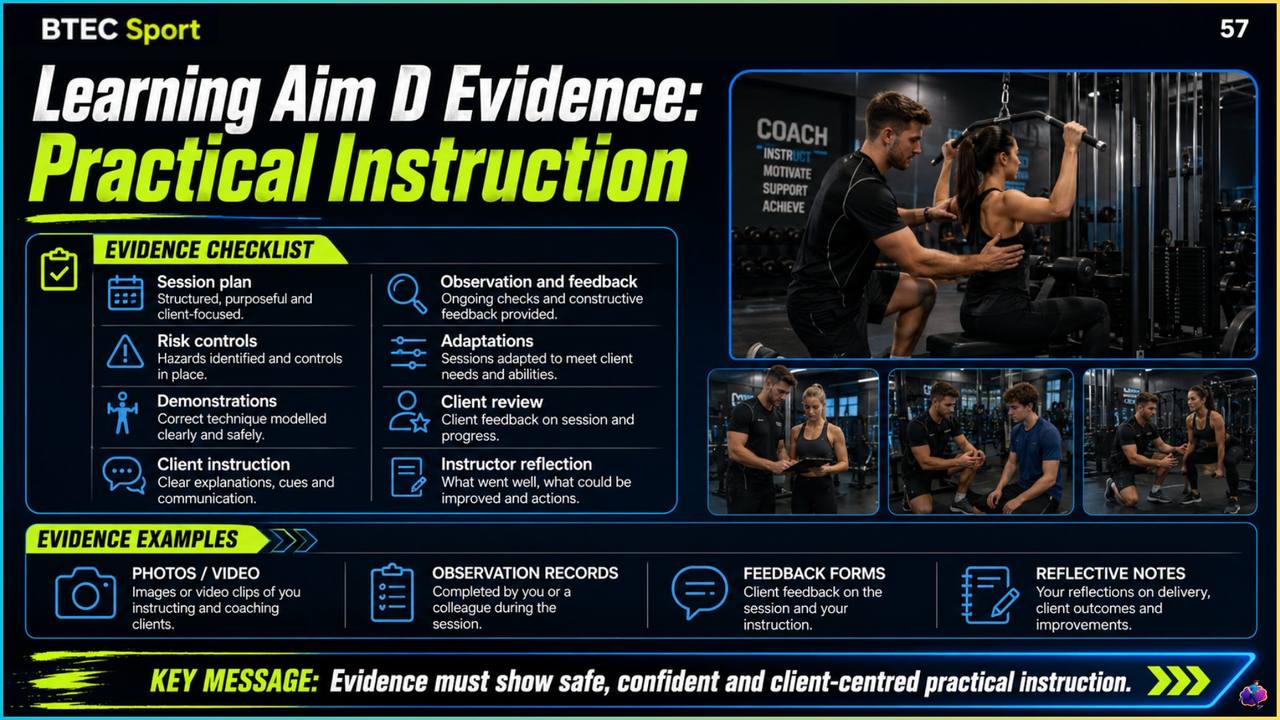 BTEC Sport
57
Learning Aim D Evidence:
Practical Instruction
EVIDENCE CHECKLIST
Session plan
Structured, purposeful and
client-focused.
Risk controls
Hazards identified and controls
in place.
Demonstrations
Correct technique modelled
clearly and safely.
Client instruction
Clear explanations, cues and
communication.
Observation and feedback
Ongoing checks and constructive
feedback provided.
Adaptations
Sessions adapted to meet client
needs and abilities.
Client review
Client feedback on session and
progress.
Instructor reflection
What went well, what could be
improved and actions.
COACH
INSTRUCT
MOTIVATE
SUPPORT
ACHIEVE
EVIDENCE EXAMPLES
PHOTOS / VIDEO
Images or video clips of you
instructing and coaching
clients.
OBSERVATION RECORDS
Completed by you or a
colleague during the
session.
FEEDBACK FORMS
Client feedback on the
session and your
instruction.
REFLECTIVE NOTES
Your reflections on delivery,
client outcomes and
improvements.
KEY MESSAGE: Evidence must show safe, confident and client-centred practical instruction.